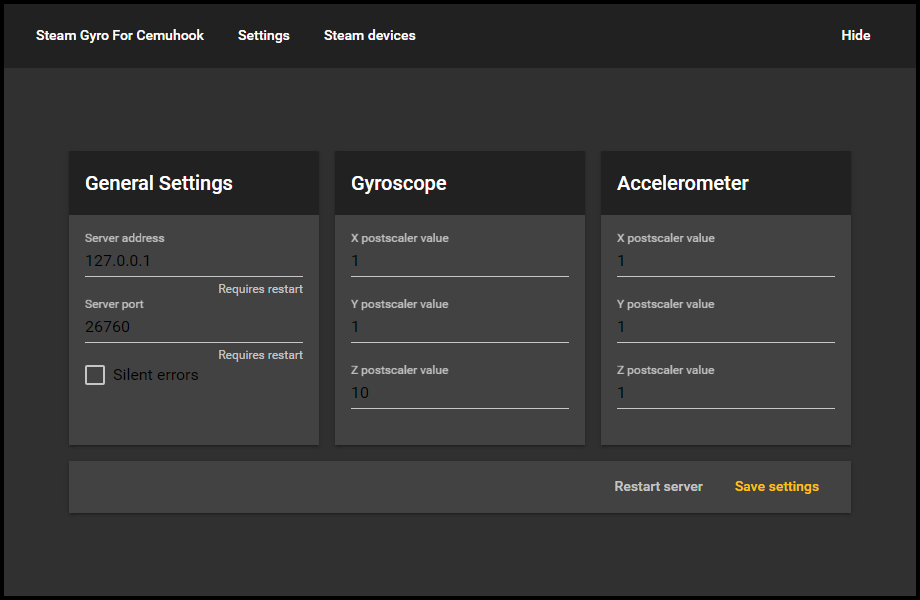 Steam Gyro For Cemuhook Settings Steam devices Hide
General Settings
Server address
127.0.0.1
Requires restart
Server port
26760
Requires restart
Silent errors
Gyroscope
X postscaler value
1
Y postscaler value
1
Z postscaler value
10
Accelerometer
X postscaler value
1
Y postscaler value
1
Z postscaler value
1
Restart server Save settings